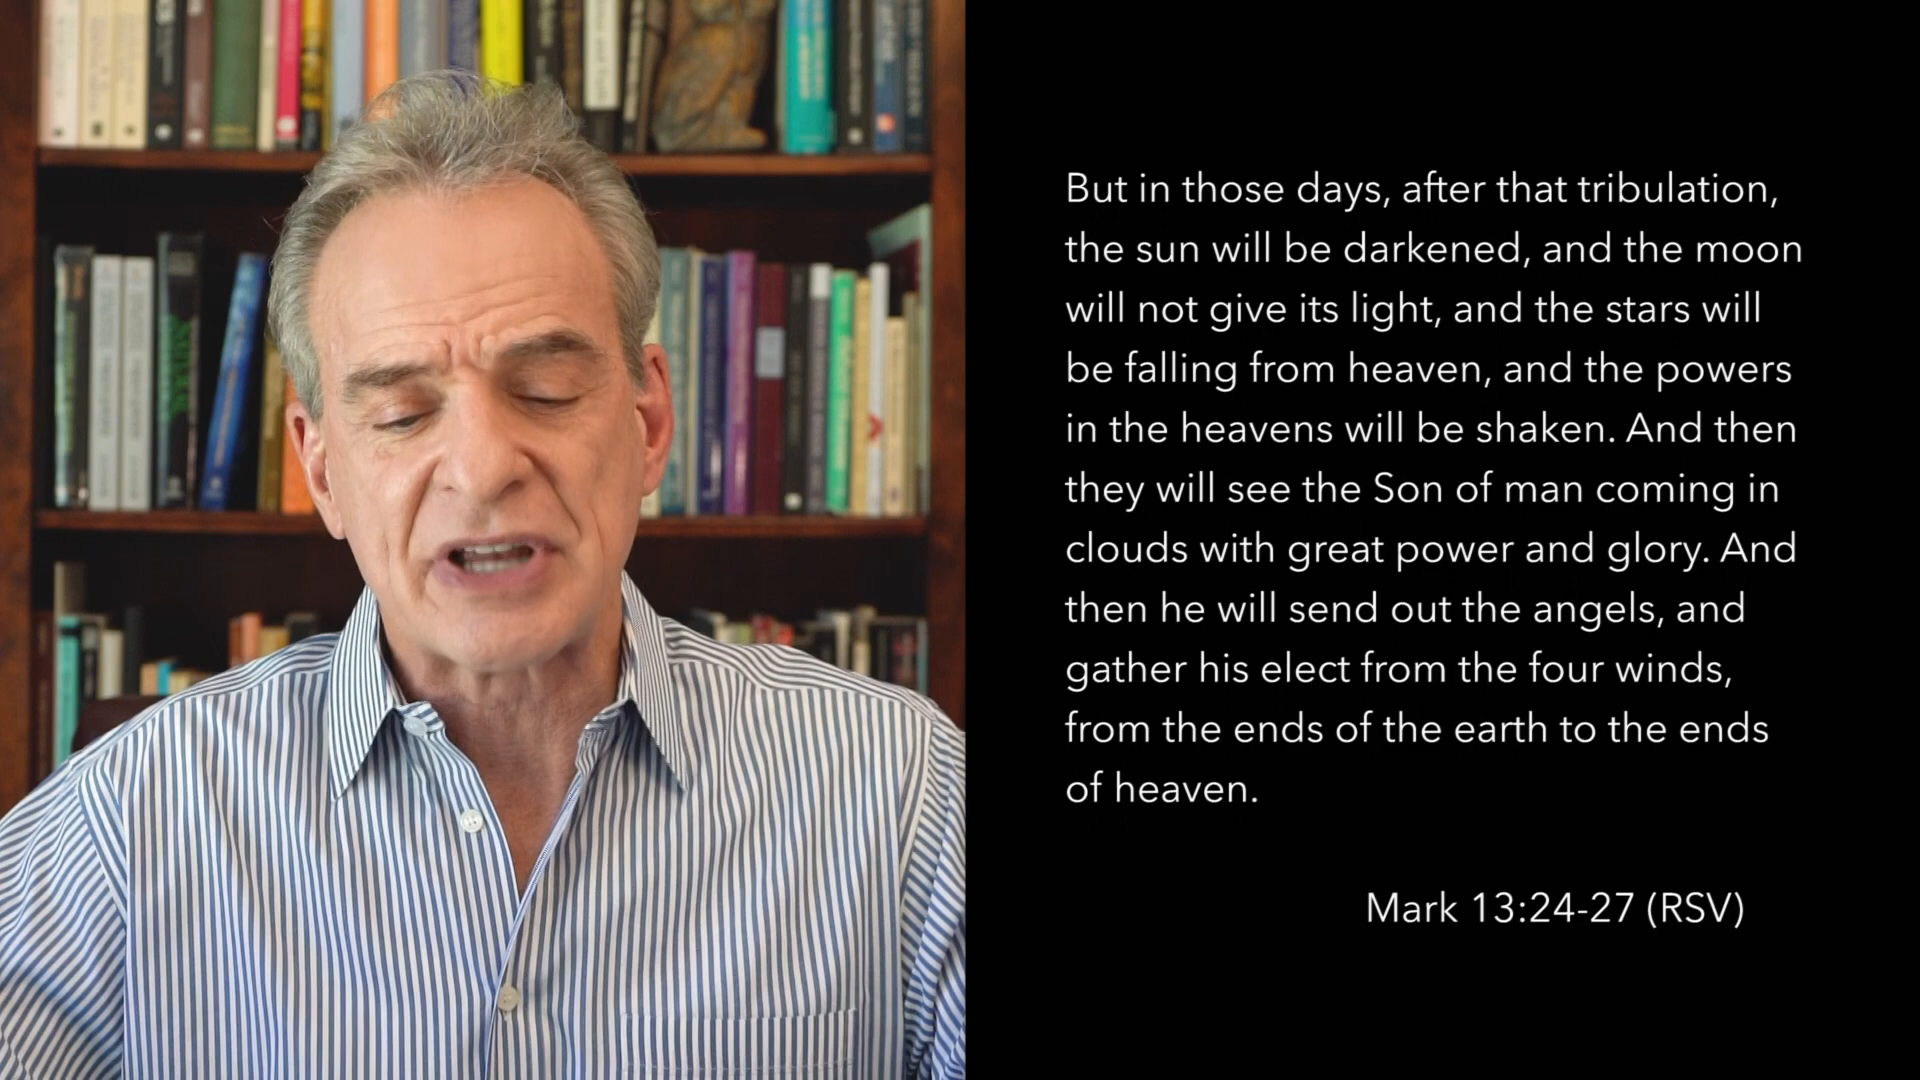 But in those days, after that tribulation,
the sun will be darkened, and the moon
will not give its light, and the stars will
be falling from heaven, and the powers
in the heavens will be shaken. And then
they will see the Son of man coming in
clouds with great power and glory. And
then he will send out the angels, and
gather his elect from the four winds,
from the ends of the earth to the ends
of heaven.
Mark 13:24-27 (RSV)